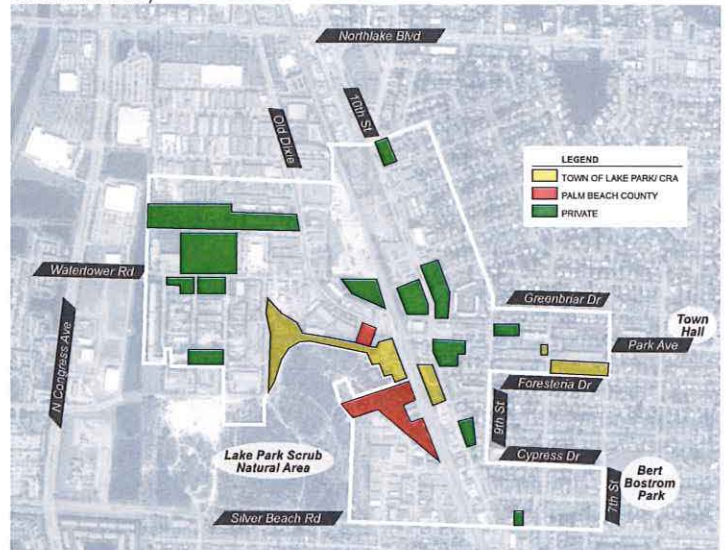 Northlake Blvd
10th St
Old Dixie
LEGEND
TOWN OF LAKE PARK/ CRA
PALM BEACH COUNTY
PRIVATE
Watertower Rd
N Congress Ave
Greenbriar Dr
Town
Hall
Park Ave
Foresteria Dr
9th St
Lake Park Scrub
Natural Area
Cypress Dr
Bert
Bostrom
Park
7th St
Silver Beach Rd